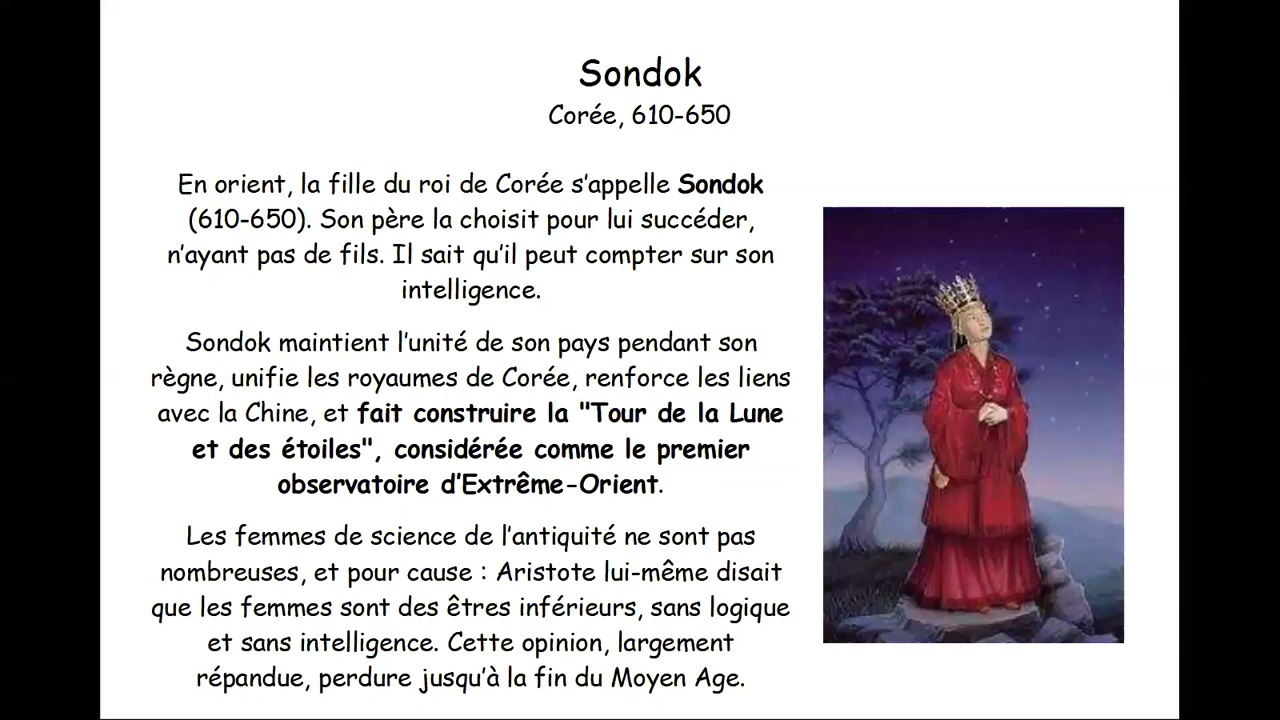 Sondok
Corée, 610-650
En orient, la fille du roi de Corée s’appelle Sondok
(610-650). Son père la choisit pour lui succéder,
n’ayant pas de fils. Il sait qu’il peut compter sur son
intelligence.
Sondok maintient l’unité de son pays pendant son
règne, unifie les royaumes de Corée, renforce les liens
avec la Chine, et fait construire la "Tour de la Lune
et des étoiles", considérée comme le premier
observatoire d’Extrême-Orient.
Les femmes de science de l’antiquité ne sont pas
nombreuses, et pour cause : Aristote lui-même disait
que les femmes sont des êtres inférieurs, sans logique
et sans intelligence. Cette opinion, largement
répandue, perdure jusqu’à la fin du Moyen Age.